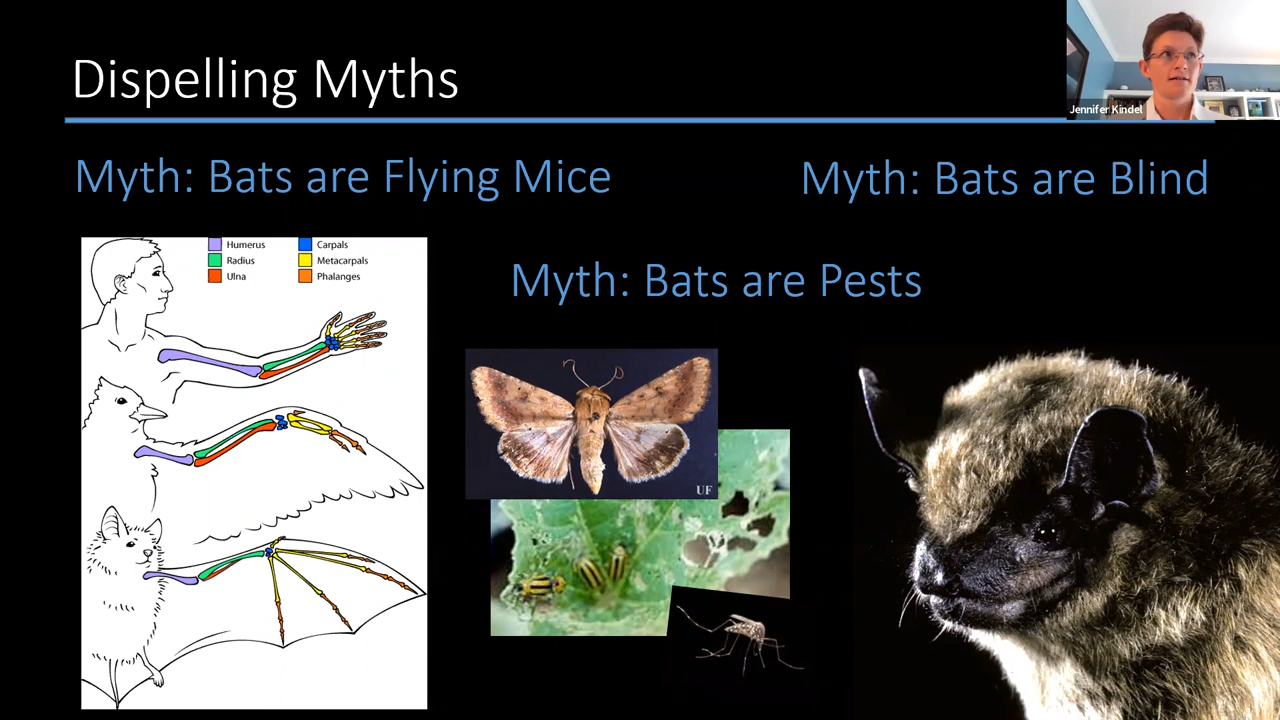 Dispelling Myths
Jennifer Kindel
Myth: Bats are Flying Mice
Myth: Bats are Blind
Myth: Bats are Pests
Humerus
Carpals
Radius
Metacarpals
Ulna
Phalanges
UF